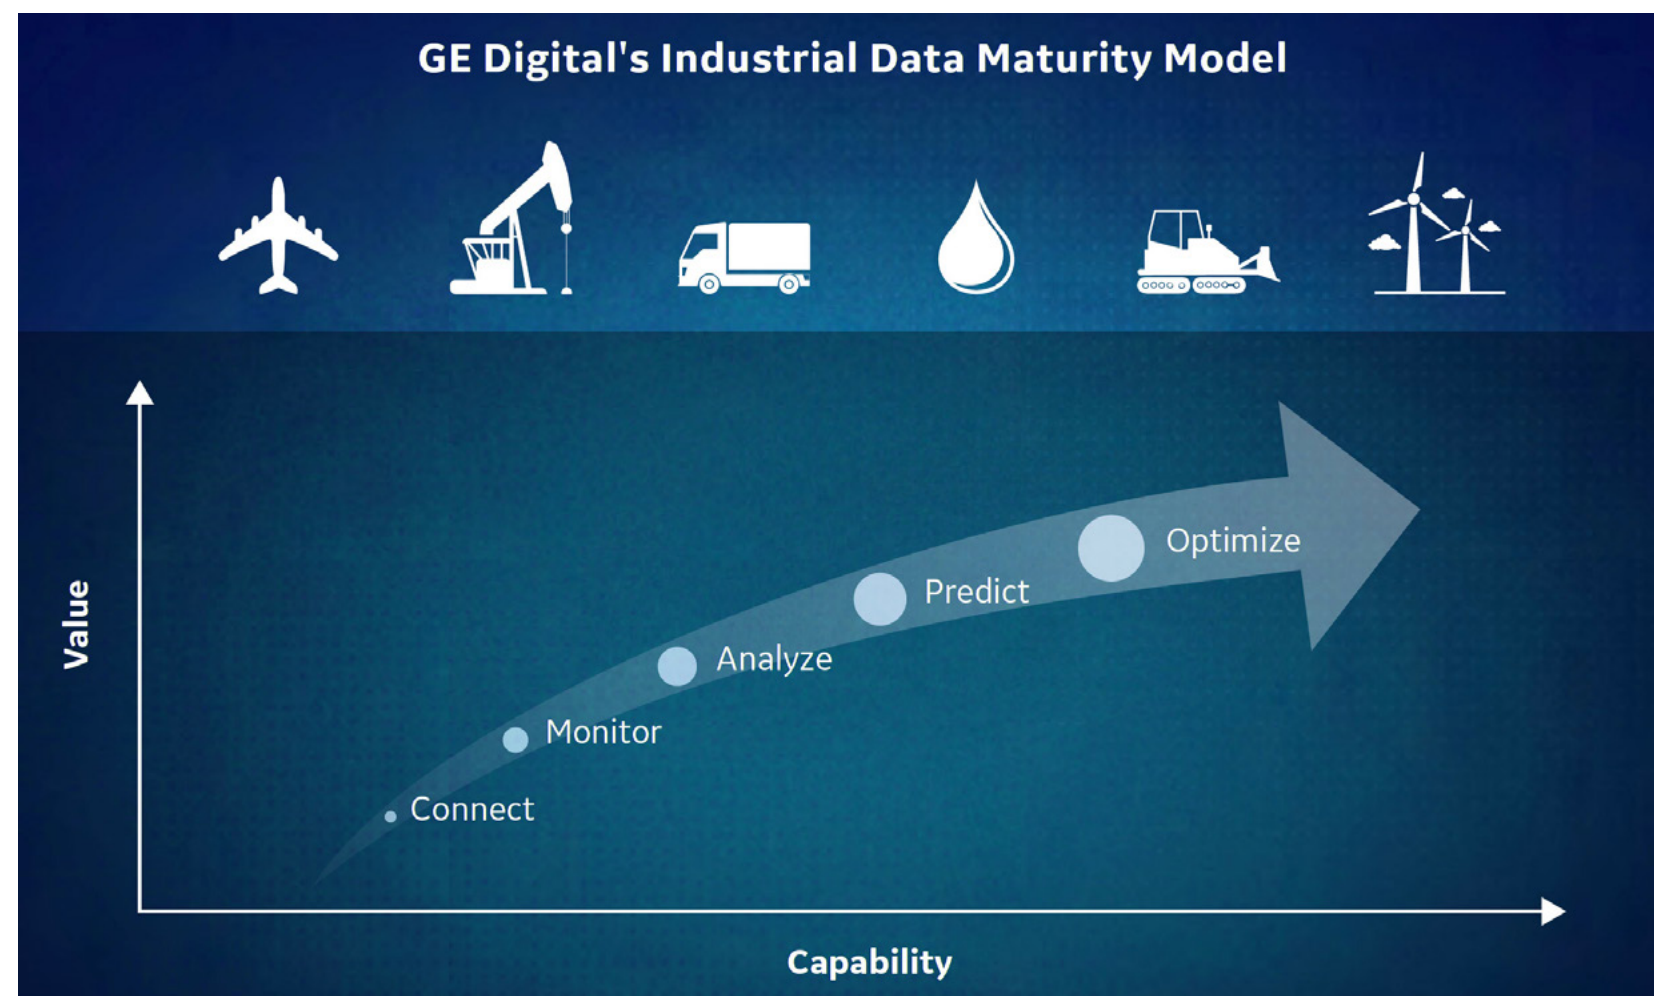 GE Digital's Industrial Data Maturity Model
Value
Optimize
Predict
Analyze
Monitor
Connect
Capability